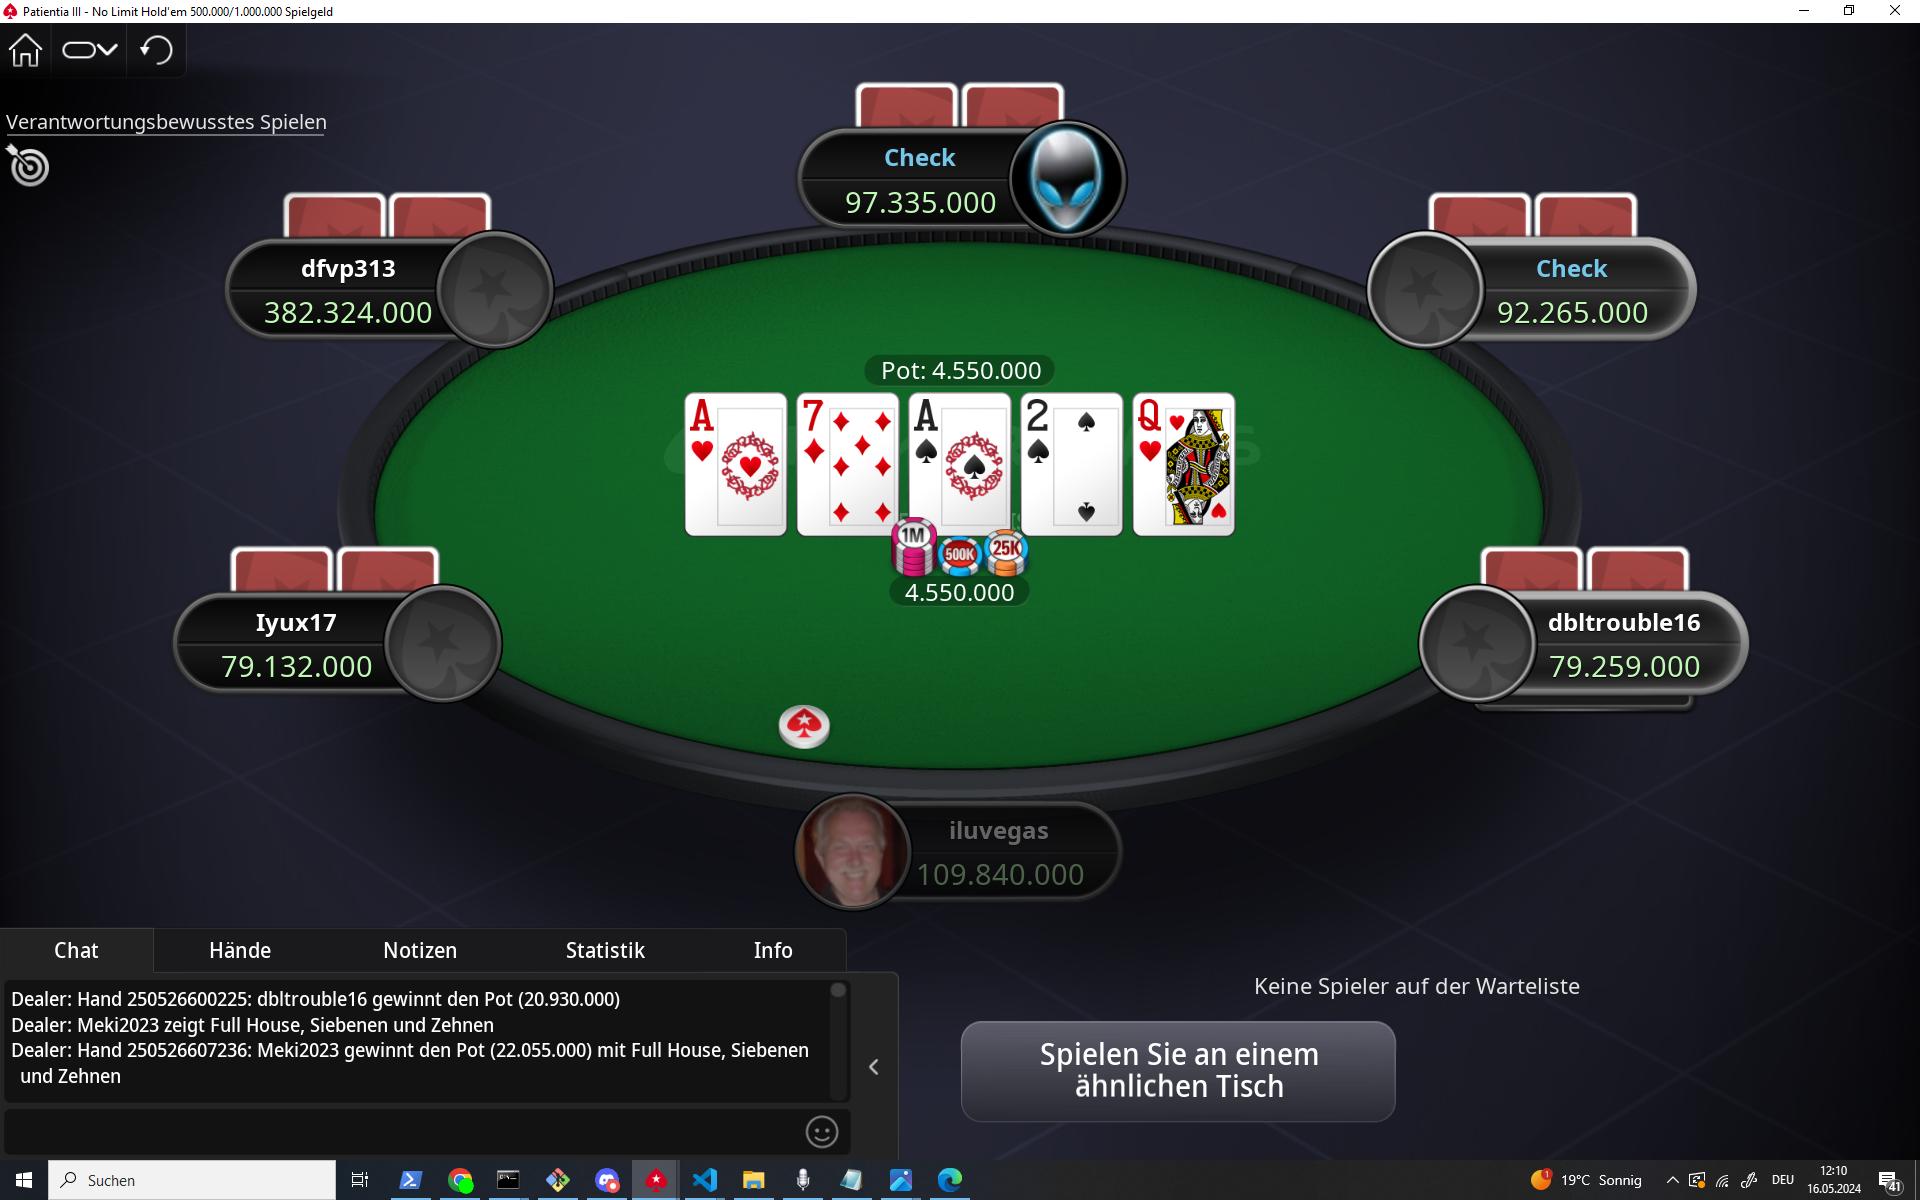 Patientia III - No Limit Hold'em 500.000/1.000.000 Spielgeld
Verantwortungsbewusstes Spielen
Check
97.335.000
dfvp313
382.324.000
Check
92.265.000
Pot: 4.550.000
A
7
A
2
Q
1M
500K
25K
4.550.000
Iyux17
79.132.000
dbltrouble16
79.259.000
iluvegas
109.840.000
Chat
Hände
Notizen
Statistik
Info
Dealer: Hand 250526600225: dbltrouble16 gewinnt den Pot (20.930.000)
Dealer: Meki2023 zeigt Full House, Siebenen und Zehnen
Dealer: Hand 250526607236: Meki2023 gewinnt den Pot (22.055.000) mit Full House, Siebenen
und Zehnen
Keine Spieler auf der Warteliste
Spielen Sie an einem
ähnlichen Tisch
Suchen
1
19°C Sonnig
DEU
12:10
16.05.2024
41